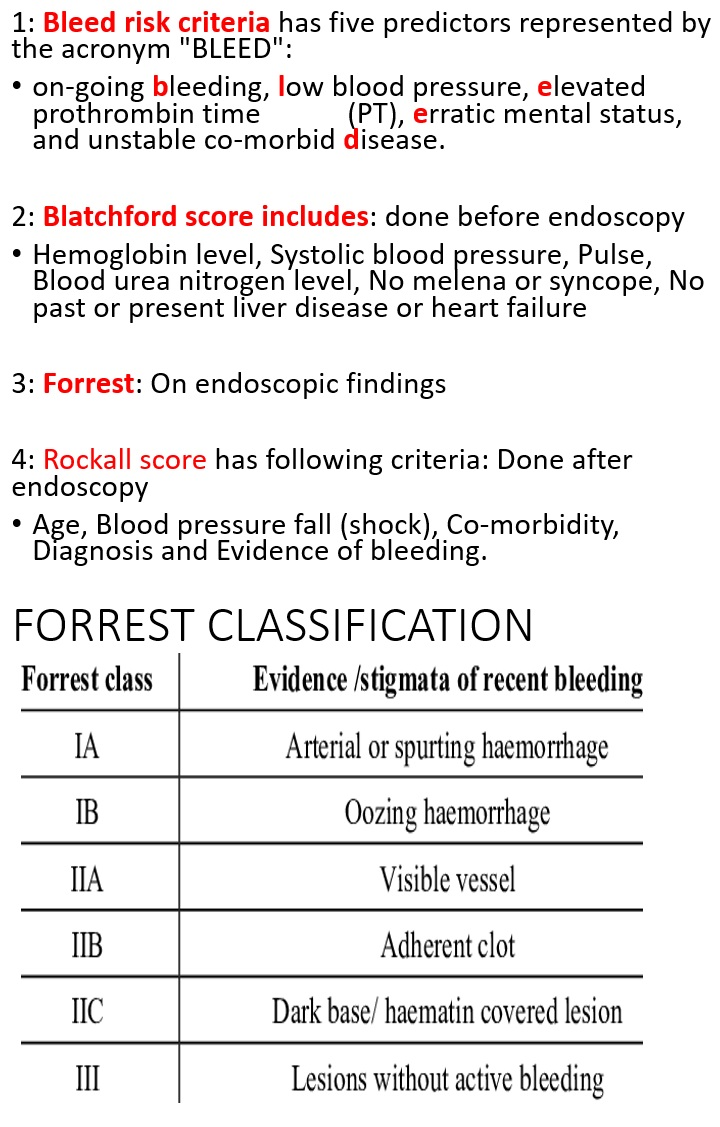 1: Bleed risk criteria has five predictors represented by
the acronym "BLEED":
• on-going bleeding, low blood pressure, elevated
prothrombin time (PT), erratic mental status,
and unstable co-morbid disease.
2: Blatchford score includes: done before endoscopy
• Hemoglobin level, Systolic blood pressure, Pulse,
Blood urea nitrogen level, No melena or syncope, No
past or present liver disease or heart failure
3: Forrest: On endoscopic findings
4: Rockall score has following criteria: Done after
endoscopy
• Age, Blood pressure fall (shock), Co-morbidity,
Diagnosis and Evidence of bleeding.
FORREST CLASSIFICATION
Forrest class Evidence /stigmata of recent bleeding
IA Arterial or spurting haemorrhage
IB Oozing haemorrhage
IIA Visible vessel
IIB Adherent clot
IIC Dark base/ haematin covered lesion
III Lesions without active bleeding